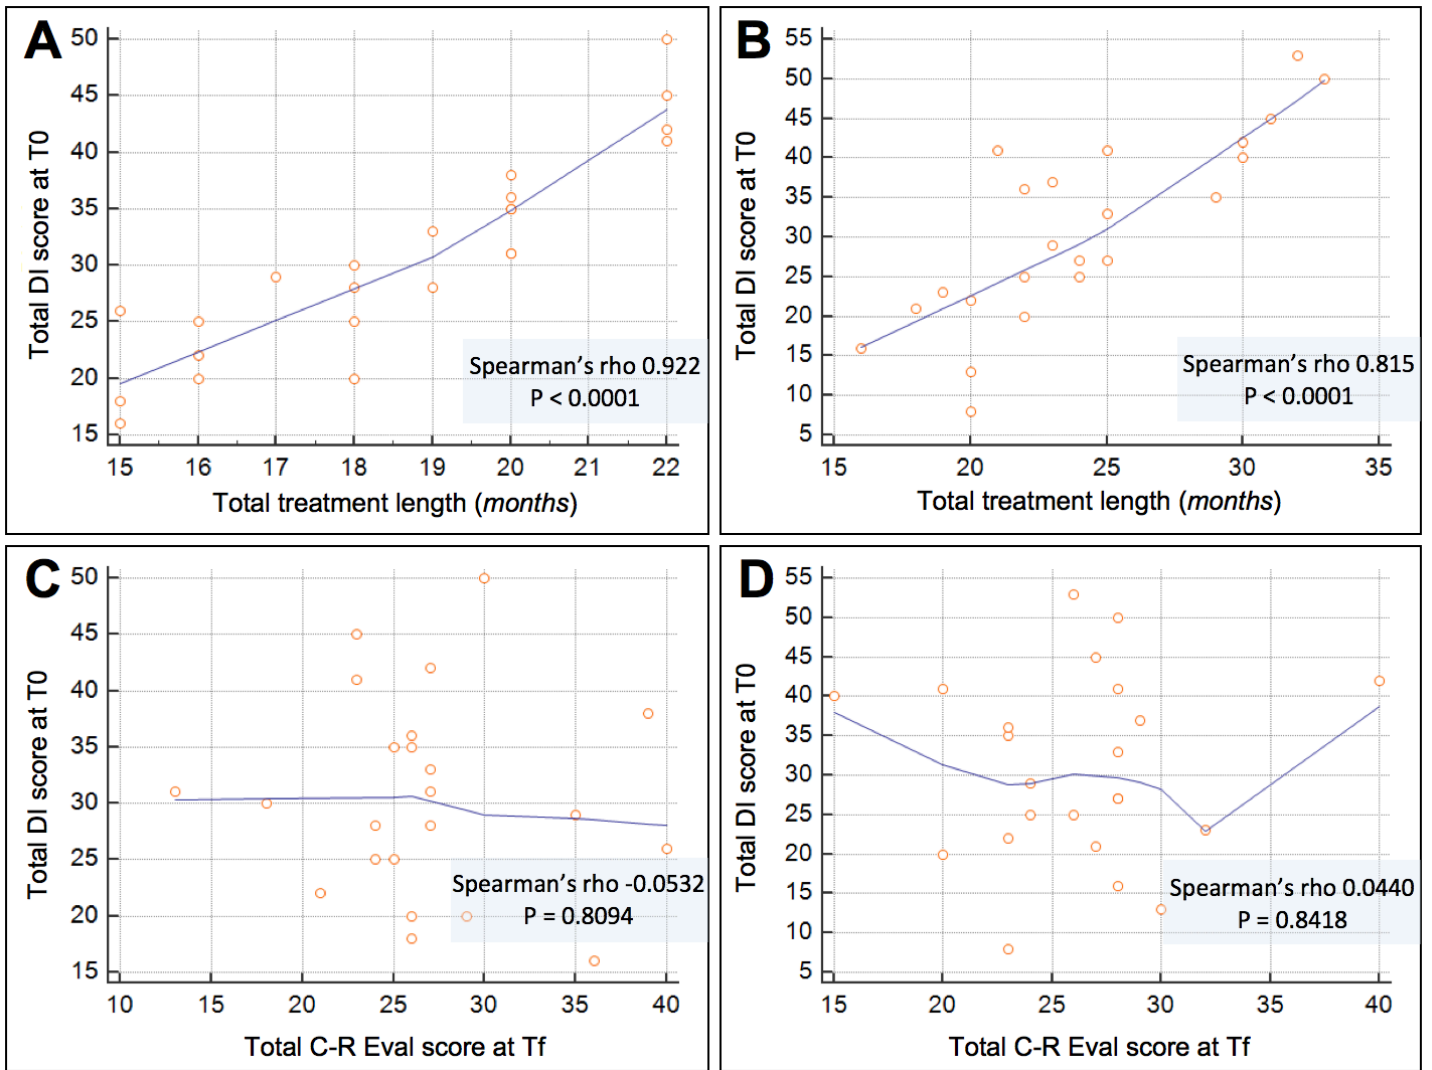 A
Total DI score at T0
50
45
40
35
30
25
20
15
Spearman’s rho 0.922
P < 0.0001
15 16 17 18 19 20 21 22
Total treatment length (months)
B
Total DI score at T0
55
50
45
40
35
30
25
20
15
10
5
Spearman’s rho 0.815
P < 0.0001
15 20 25 30 35
Total treatment length (months)
C
Total DI score at T0
50
45
40
35
30
25
20
15
Spearman’s rho -0.0532
P = 0.8094
10 15 20 25 30 35 40
Total C-R Eval score at Tf
D
Total DI score at T0
55
50
45
40
35
30
25
20
15
10
5
Spearman’s rho 0.0440
P = 0.8418
15 20 25 30 35 40
Total C-R Eval score at Tf